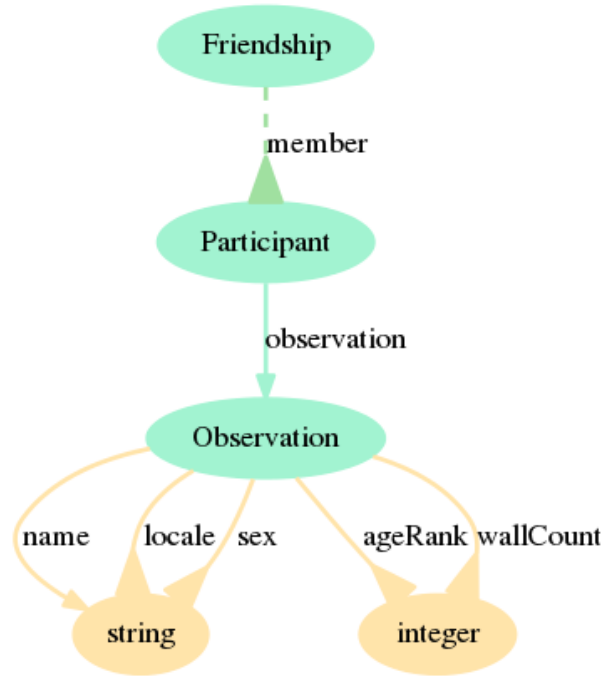 Friendship
member
Participant
observation
Observation
name
locale
sex
ageRank
wallCount
string
integer